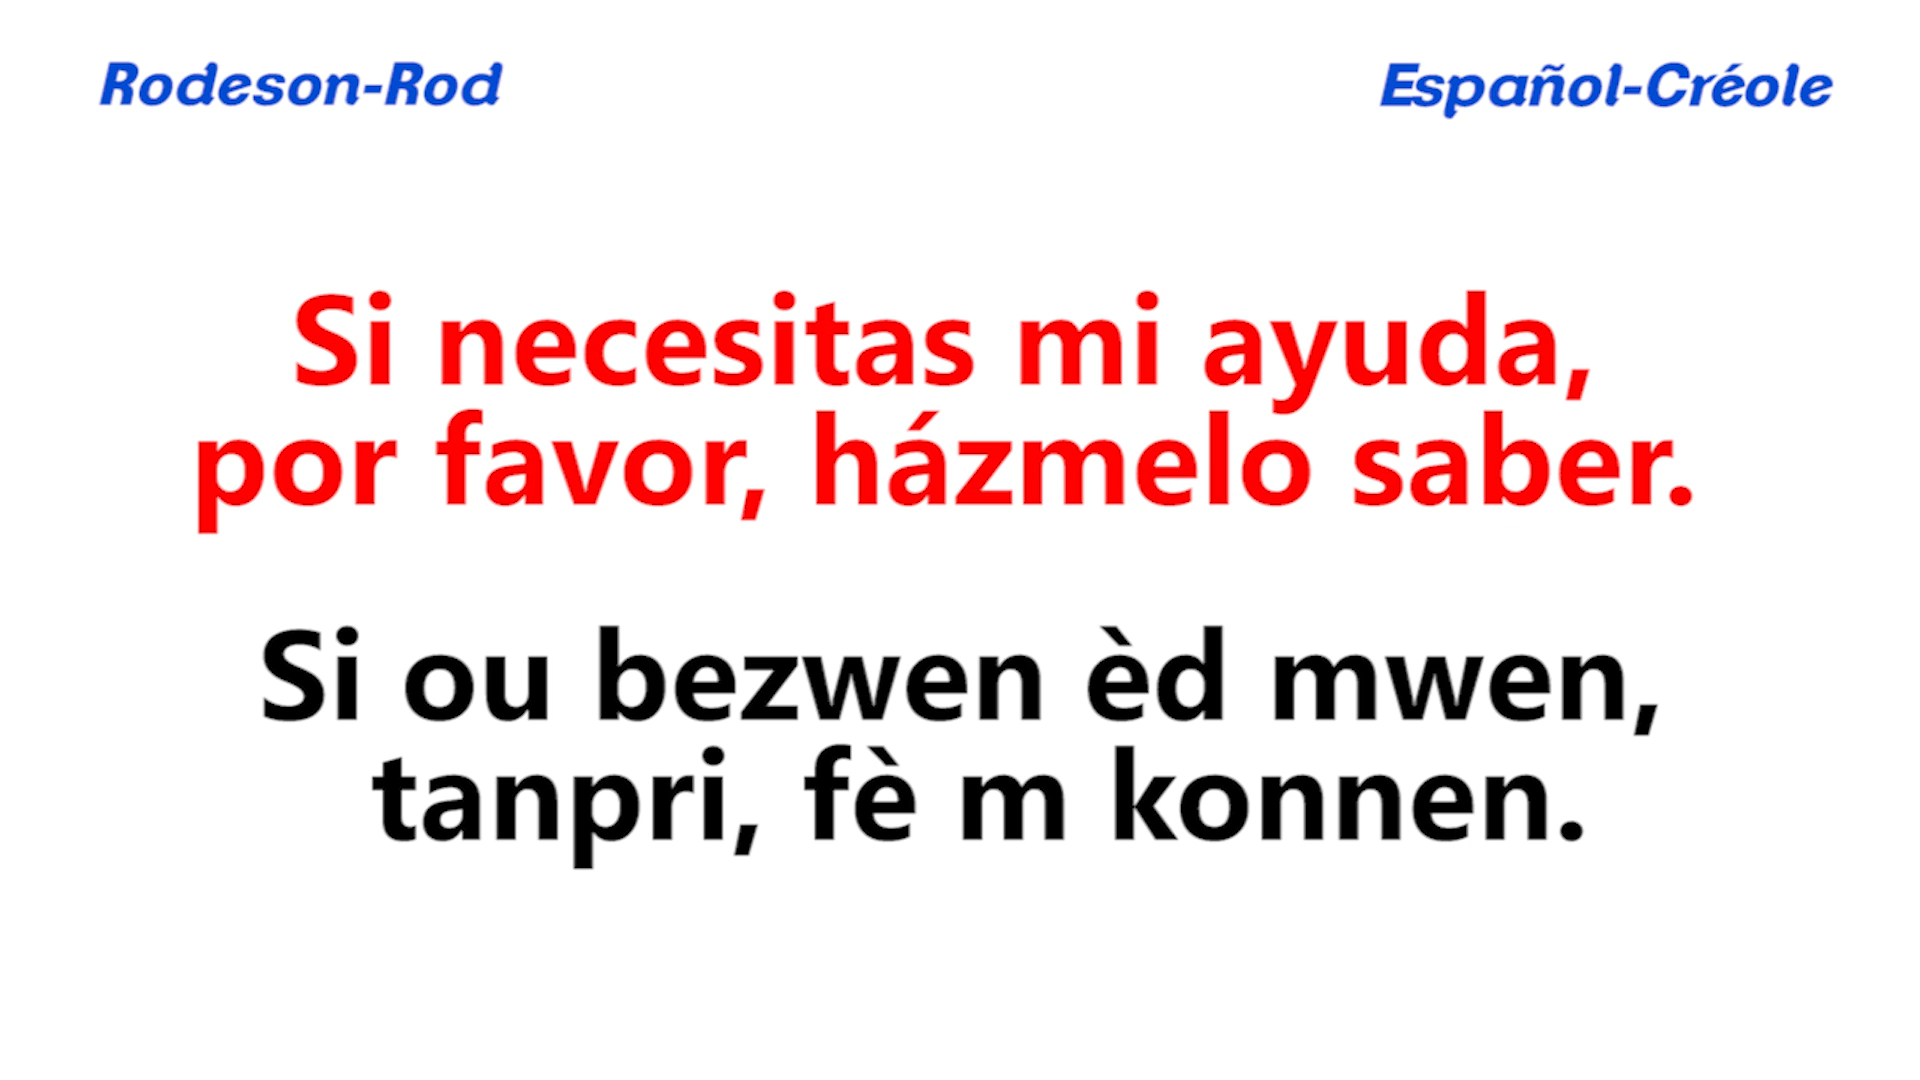 Rodeson-Rod
Español-Créole
Si necesitas mi ayuda,
por favor, házmelo saber.
Si ou bezwen èd mwen,
tanpri, fè m konnen.